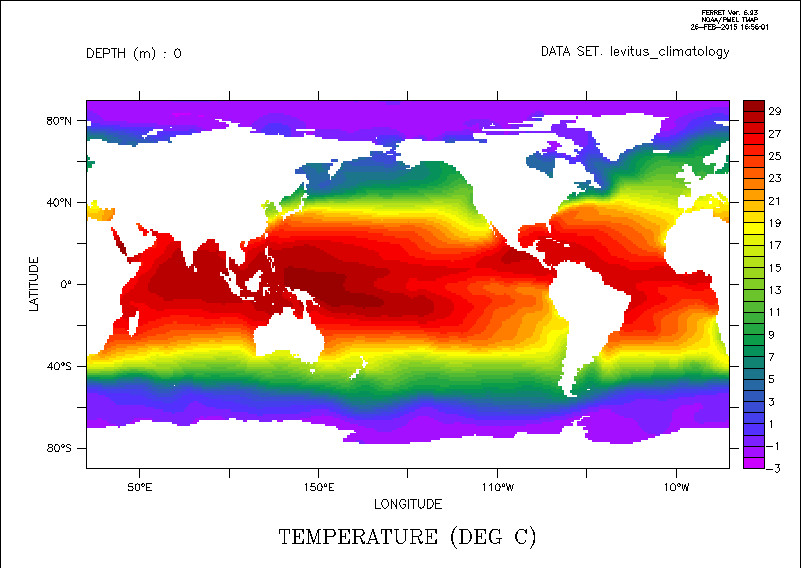 FERRET Ver. 6.93
NOAA/PMEL TMAP
26-FEB-2015 16:56:01
DEPTH (m) : 0
DATA SET: levitus_climatology
80°N
40°N
0°
40°S
80°S
LATITUDE
50°E 150°E 110°W 10°W
LONGITUDE
29
27
25
23
21
19
17
15
13
11
9
7
5
3
1
-1
-3
TEMPERATURE (DEG C)